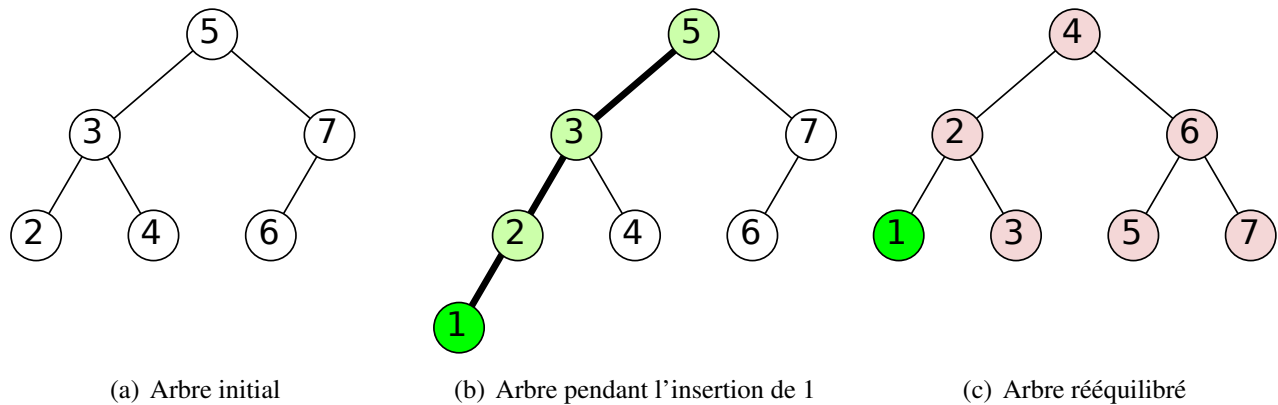 5 5 4
3 7 3 7 2 6
2 4 6 2 4 6 1 3 5 7
1
(a) Arbre initial
(b) Arbre pendant l'insertion de 1
(c) Arbre rééquilibré